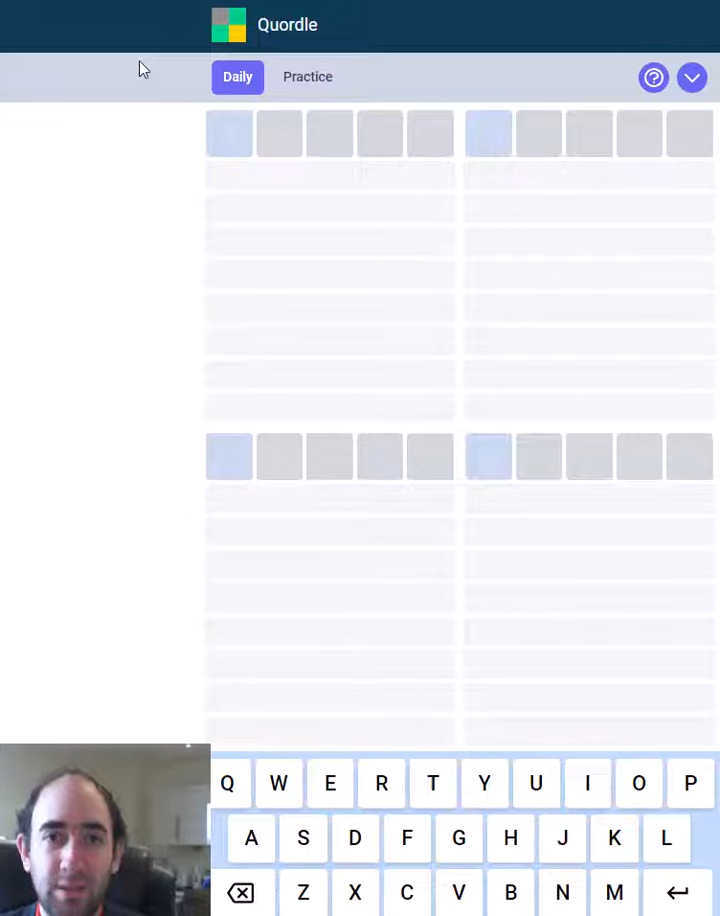 Quordle
Daily Practice ?
Q W E R T Y U I O P
A S D F G H J K L
Z X C V B N M